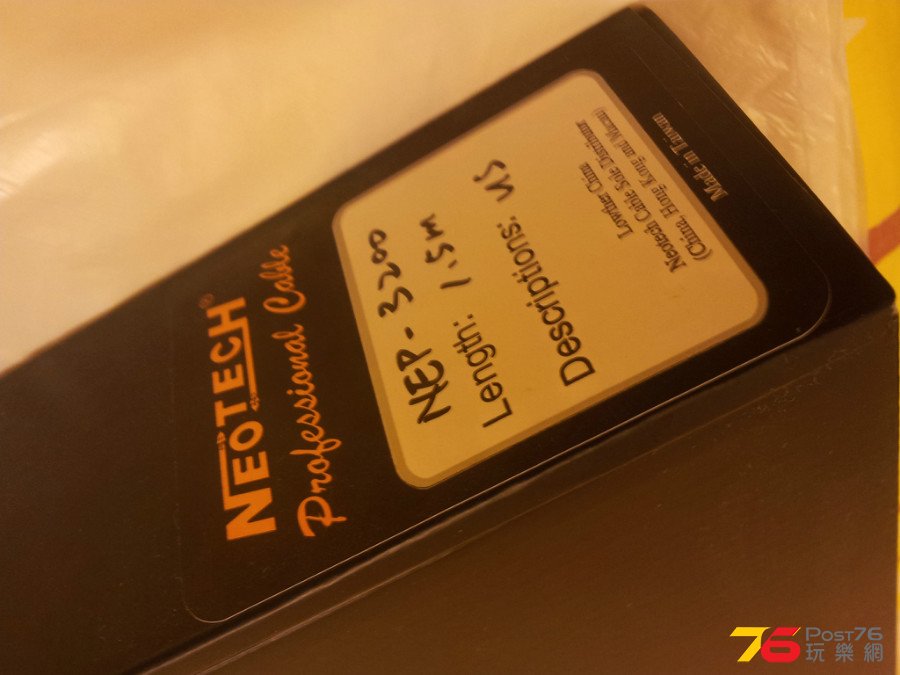 NEOTECH®
Professional Cable
NEP-3200
Length: 1.5M
Descriptions: US
Lowther China
Neotech Cable Sole Distributor
(China, Hong Kong and Macau)
Made in Taiwan
76 POST76
玩樂網